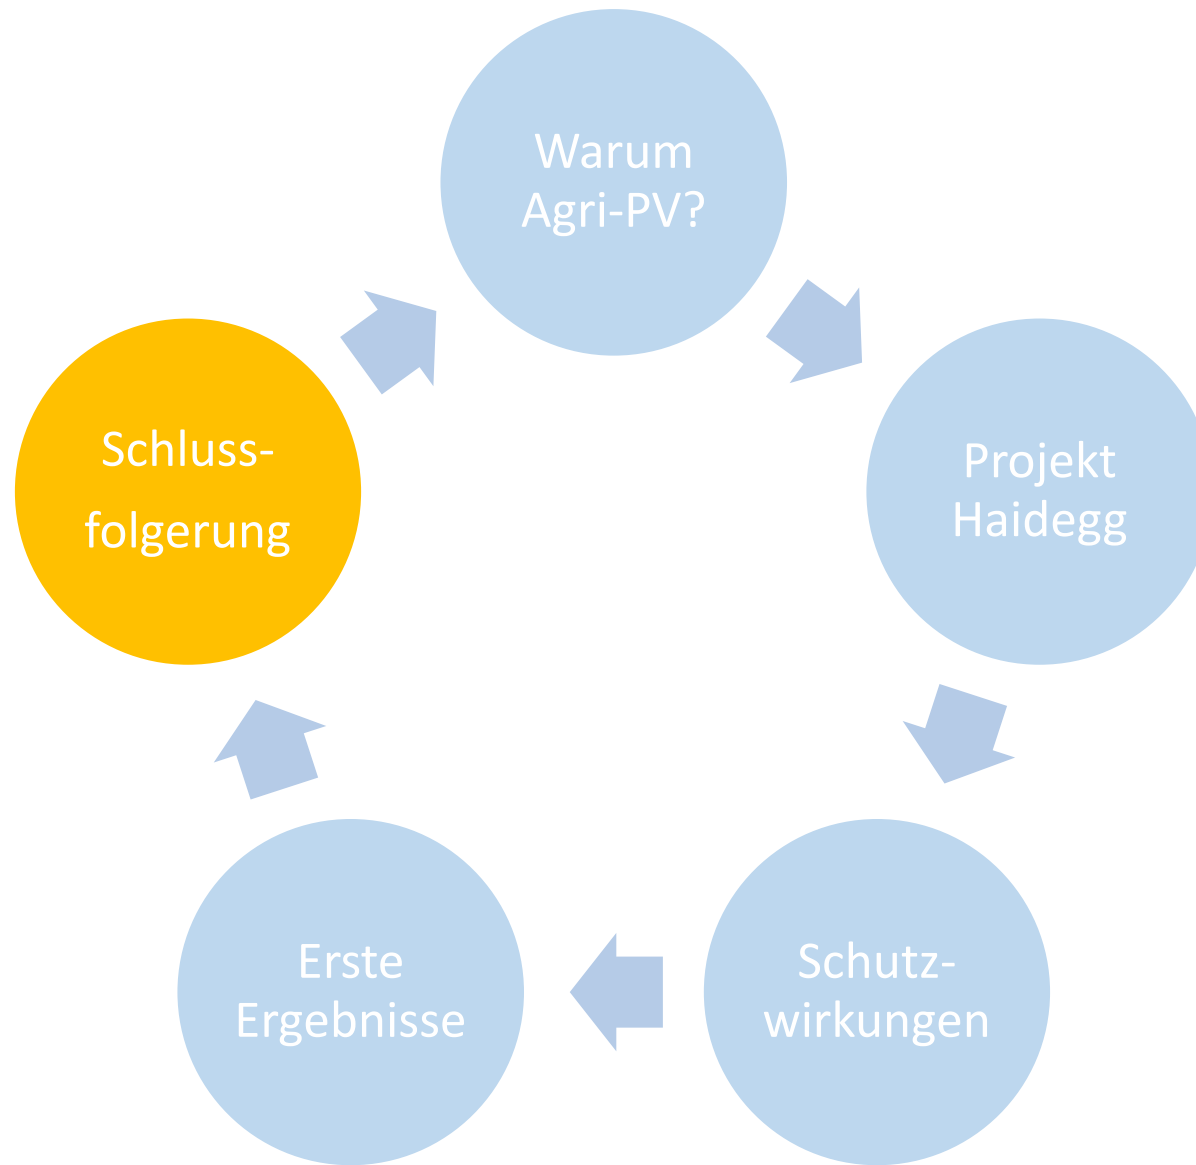 Warum
Agri-PV?
Projekt
Haidegg
Schutz-
wirkungen
Erste
Ergebnisse
Schluss-
folgerung